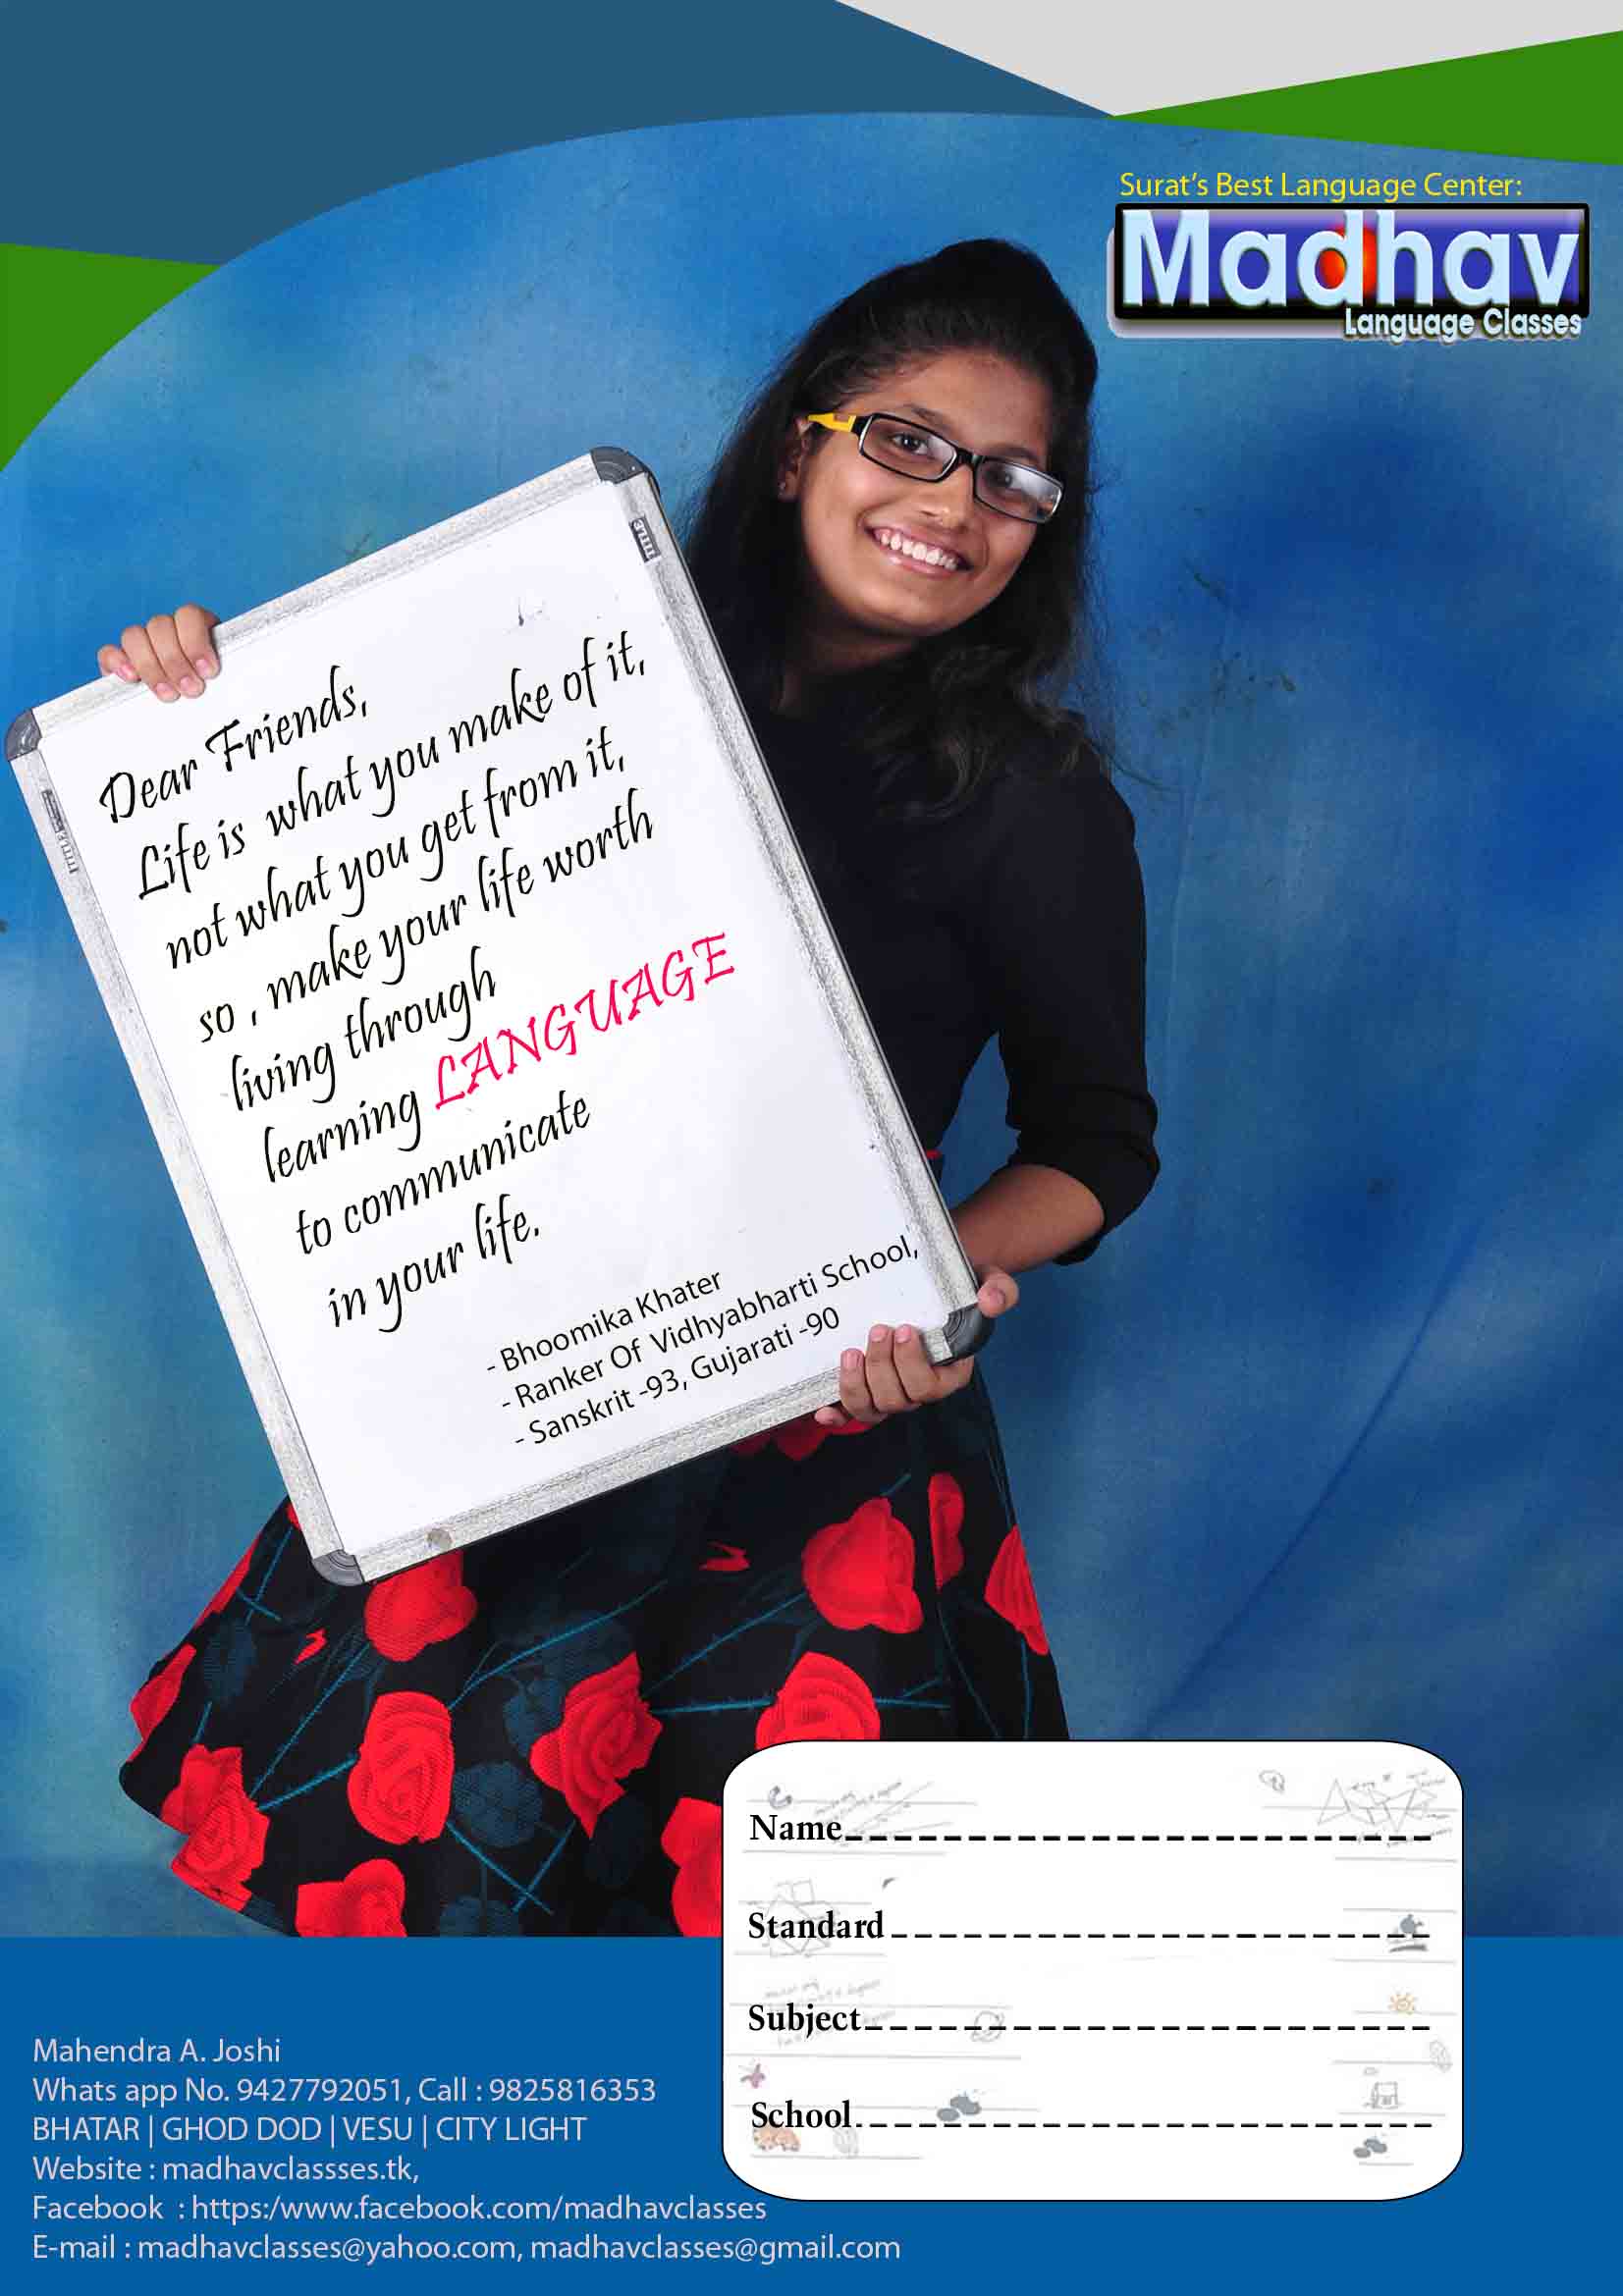 Surat's Best Language Center:
Madhav
Language Classes
TITLE
TITLE
Dear Friends,
Life is what you make of it,
not what you get from it,
so , make your life worth
living through
learning LANGUAGE
to communicate
in your life.
- Bhoomika Khater
- Ranker Of Vidhyabharti School,
- Sanskrit -93, Gujarati -90
Name
Standard
Subject
School
Mahendra A. Joshi
Whats app No. 9427792051, Call : 9825816353
BHATAR | GHOD DOD | VESU | CITY LIGHT
Website : madhavclassses.tk,
Facebook : https:/www.facebook.com/madhavclasses
E-mail : madhavclasses@yahoo.com, madhavclasses@gmail.com